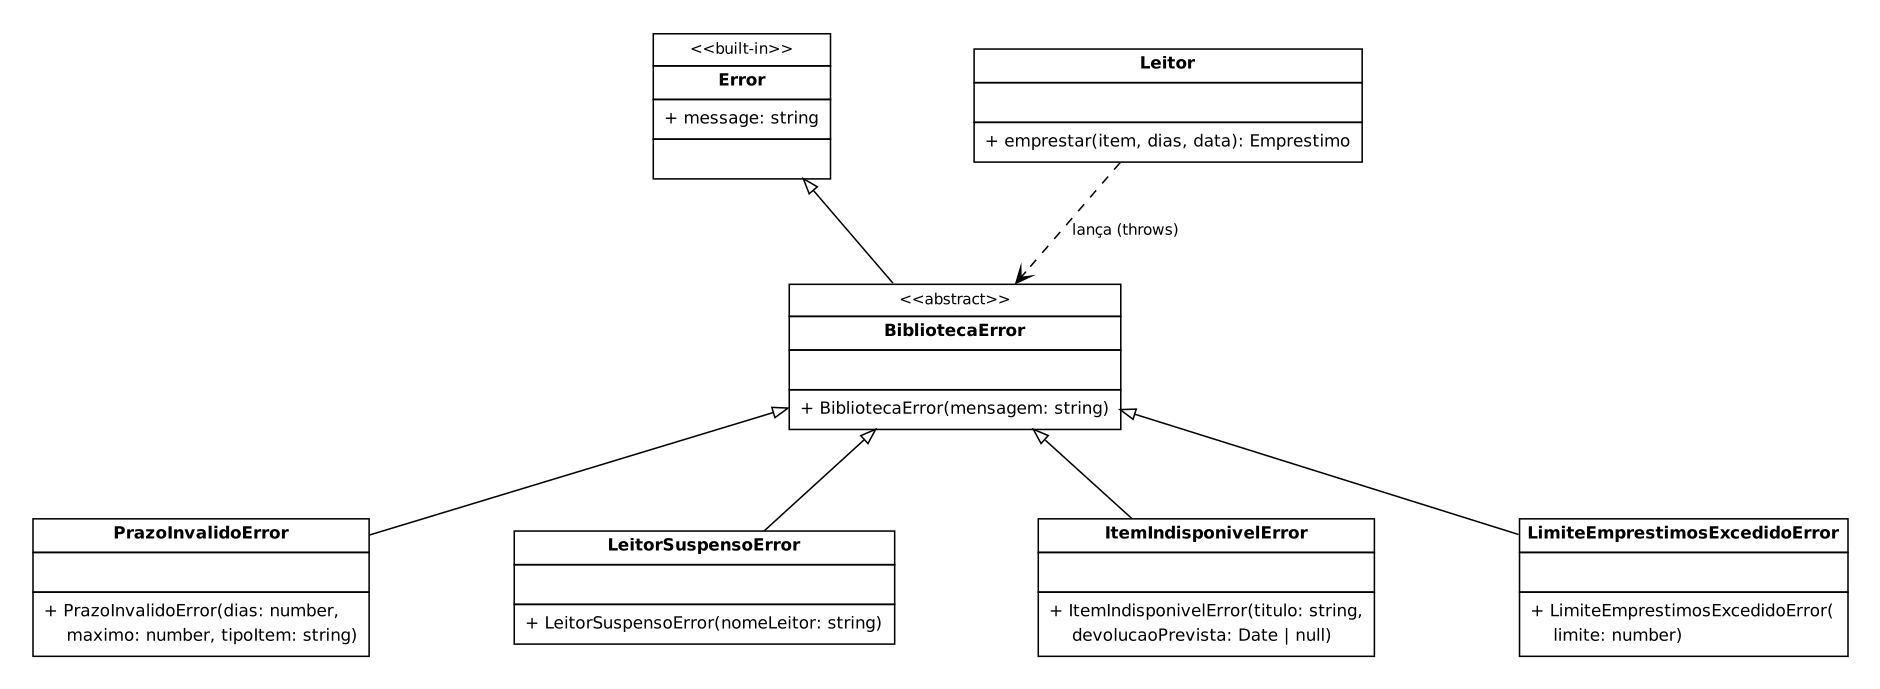 <<built-in>>
Error
+ message: string
Leitor
+ emprestar(item, dias, data): Emprestimo
lança (throws)
<<abstract>>
BibliotecaError
+ BibliotecaError(mensagem: string)
PrazoInvalidoError
+ PrazoInvalidoError(dias: number,
maximo: number, tipoItem: string)
LeitorSuspensoError
+ LeitorSuspensoError(nomeLeitor: string)
ItemIndisponivelError
+ ItemIndisponivelError(titulo: string,
devolucaoPrevista: Date | null)
LimiteEmprestimosExcedidoError
+ LimiteEmprestimosExcedidoError(
limite: number)